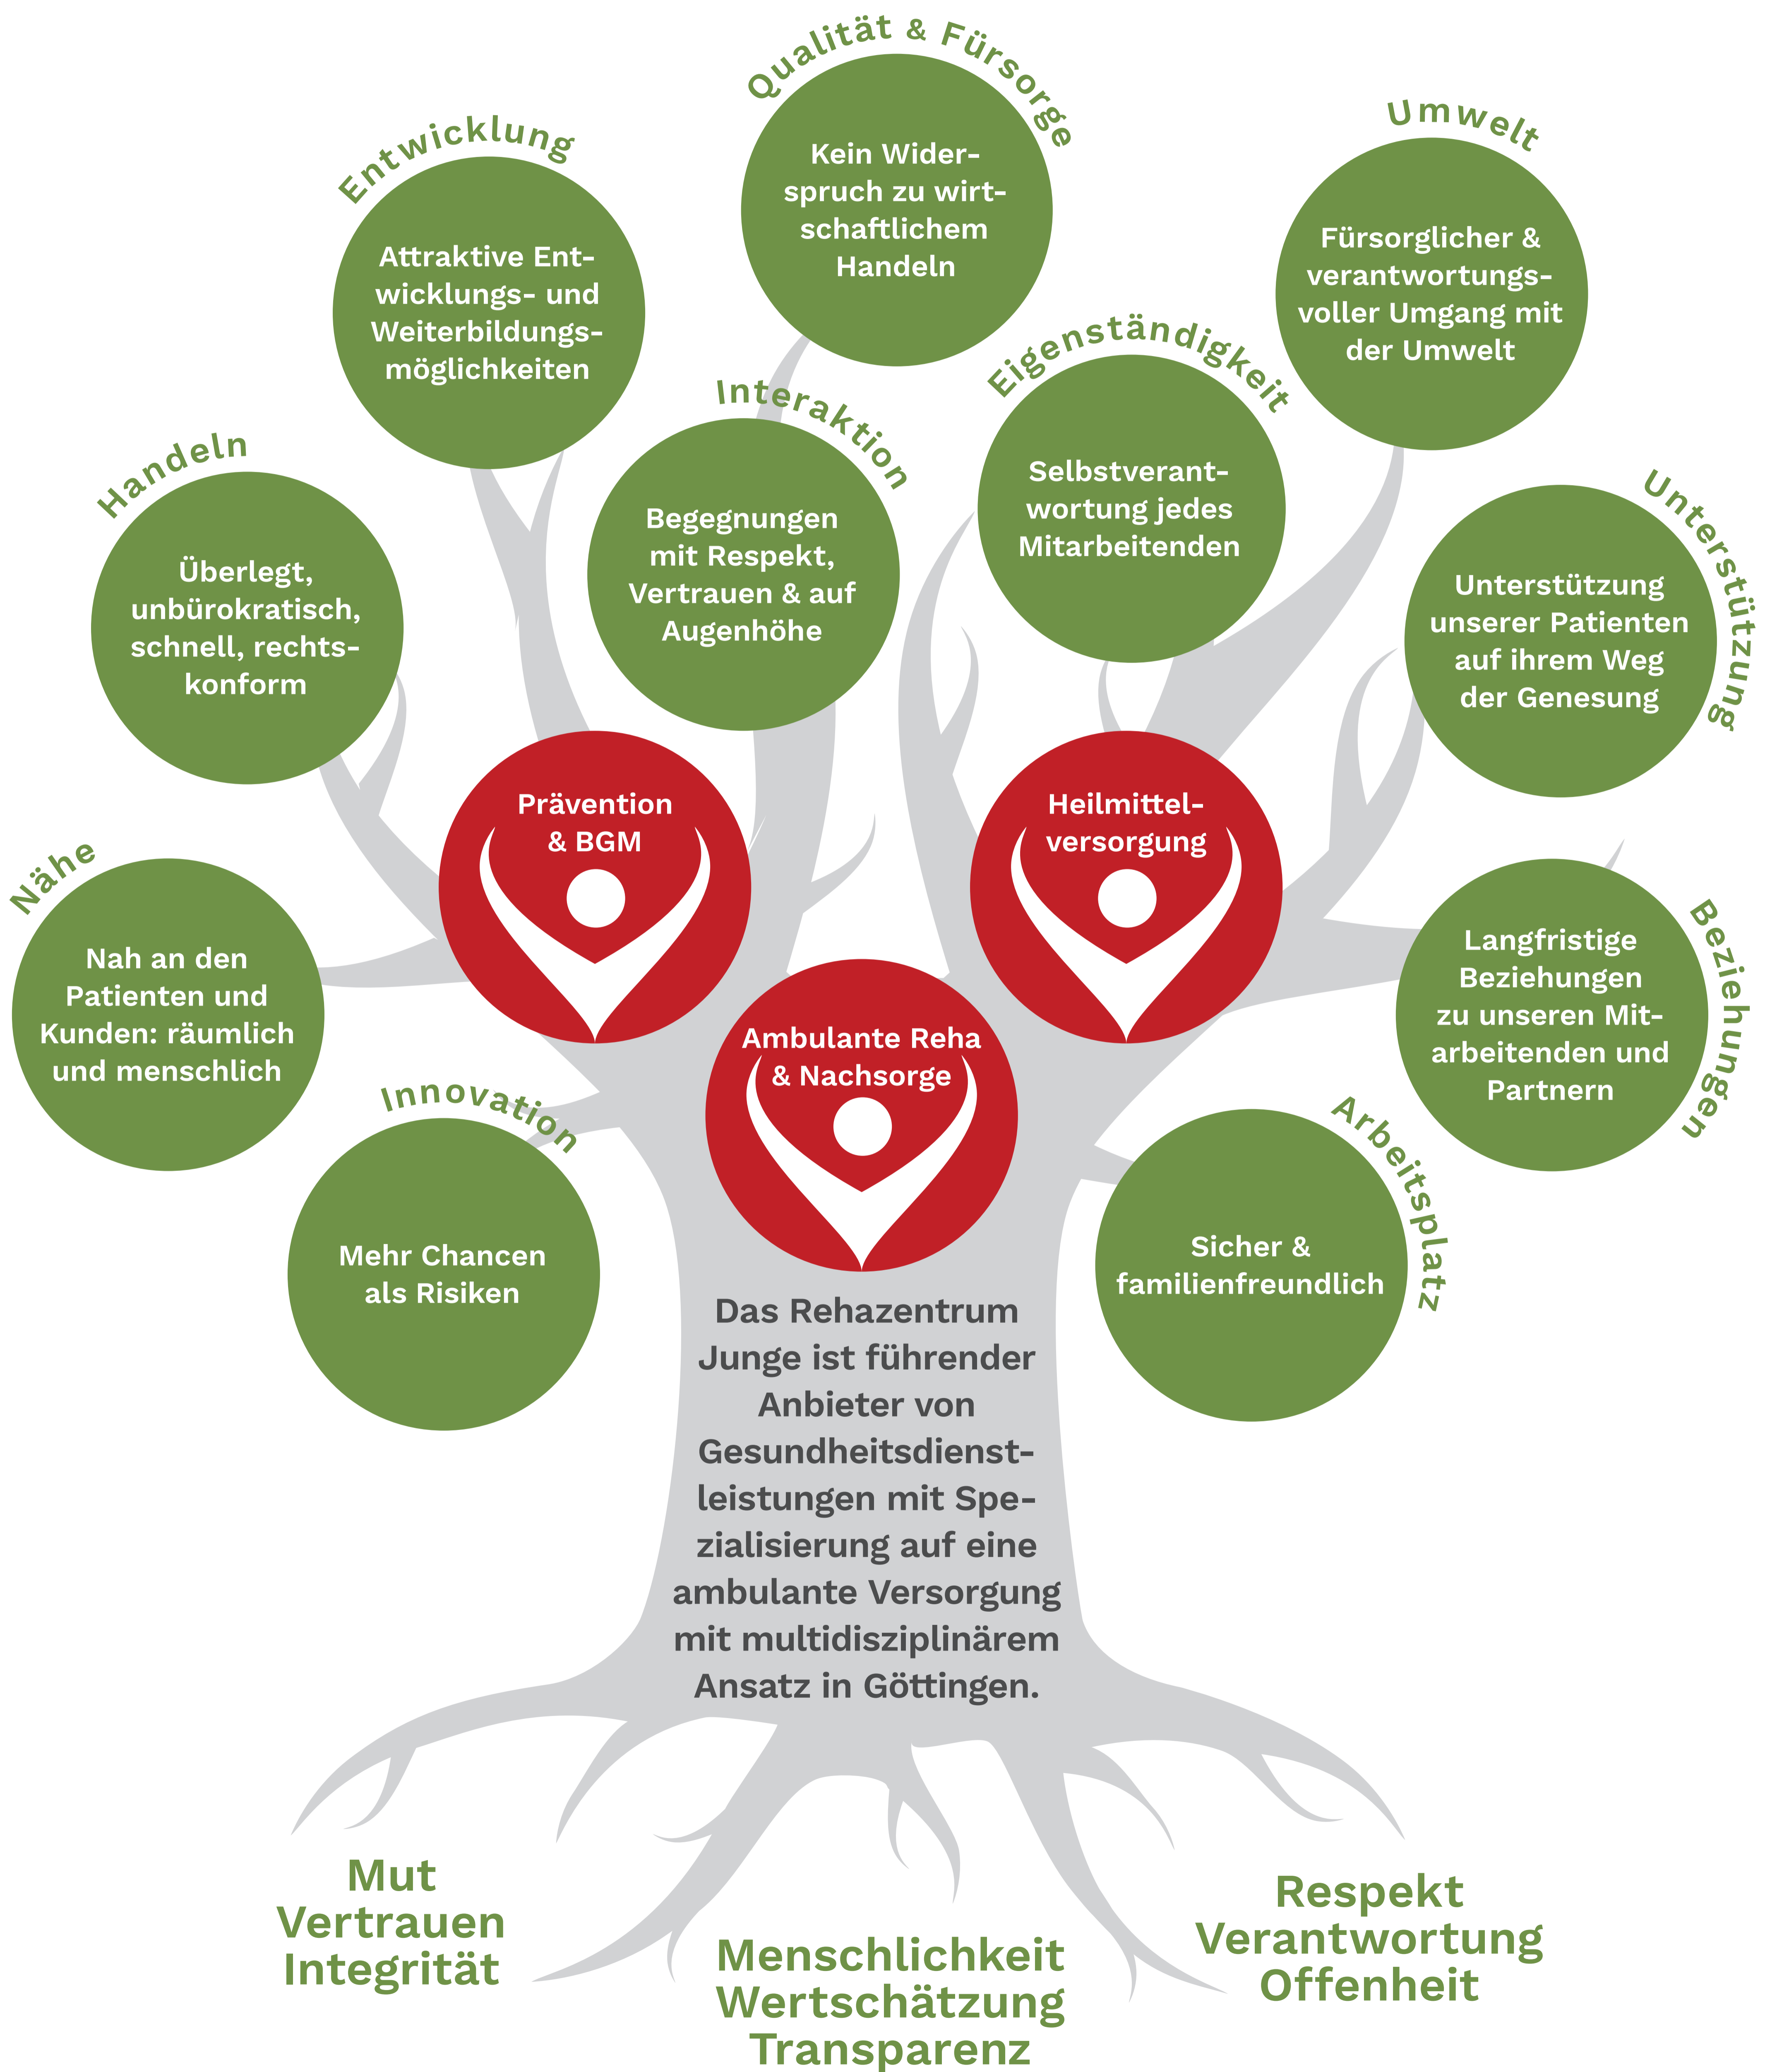 Qualität & Fürsorge
Kein Wider-
spruch zu wirt-
schaftlichem
Handeln
Entwicklung
Attraktive Ent-
wicklungs- und
Weiterbildungs-
möglichkeiten
Umwelt
Fürsorglicher &
verantwortungs-
voller Umgang mit
der Umwelt
Eigenständigkeit
Selbstverant-
wortung jedes
Mitarbeitenden
Interaktion
Begegnungen
mit Respekt,
Vertrauen & auf
Augenhöhe
Handeln
Überlegt,
unbürokratisch,
schnell, rechts-
konform
Unterstützung
Unterstützung
unserer Patienten
auf ihrem Weg
der Genesung
Prävention
& BGM
Heilmittel-
versorgung
Nähe
Nah an den
Patienten und
Kunden: räumlich
und menschlich
Beziehungen
Langfristige
Beziehungen
zu unseren Mit-
arbeitenden und
Partnern
Ambulante Reha
& Nachsorge
Innovation
Mehr Chancen
als Risiken
Arbeitsplatz
Sicher &
familienfreundlich
Das Rehazentrum
Junge ist führender
Anbieter von
Gesundheitsdienst-
leistungen mit Spe-
zialisierung auf eine
ambulante Versorgung
mit multidisziplinärem
Ansatz in Göttingen.
Mut
Vertrauen
Integrität
Menschlichkeit
Wertschätzung
Transparenz
Respekt
Verantwortung
Offenheit